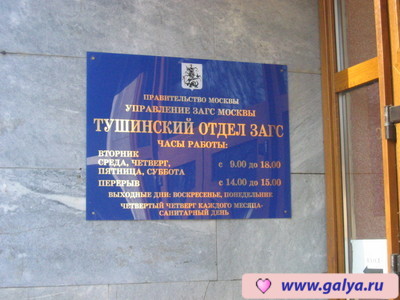 ПРАВИТЕЛЬСТВО МОСКВЫ
УПРАВЛЕНИЕ ЗАГС МОСКВЫ
ТУШИНСКИЙ ОТДЕЛ ЗАГС
ЧАСЫ РАБОТЫ:
ВТОРНИК
СРЕДА, ЧЕТВЕРГ,
ПЯТНИЦА, СУББОТА с 9.00 до 18.00
ПЕРЕРЫВ с 14.00 до 15.00
ВЫХОДНЫЕ ДНИ: ВОСКРЕСЕНЬЕ, ПОНЕДЕЛЬНИК
ЧЕТВЕРТЫЙ ЧЕТВЕРГ КАЖДОГО МЕСЯЦА-
САНИТАРНЫЙ ДЕНЬ
www.galya.ru